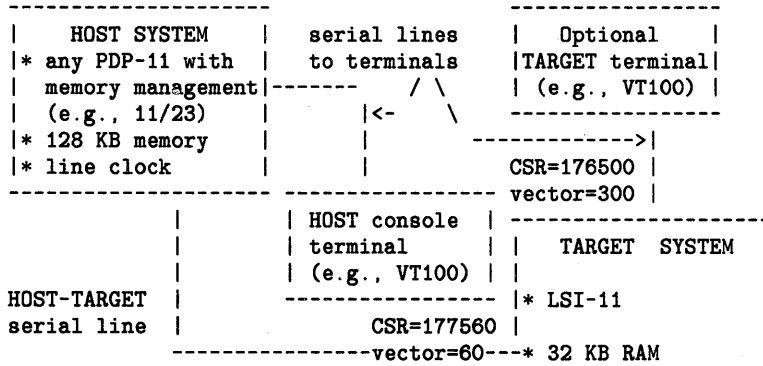 --------------------- -----------------
| HOST SYSTEM | serial lines | Optional |
|* any PDP-11 with | to terminals |TARGET terminal|
| memory management|------- / \ | (e.g., VT100) |
| (e.g., 11/23) | |<- \ -----------------
|* 128 KB memory | | ------------->|
|* line clock | | CSR=176500 |
--------------------- ----------------- vector=300 |
| | HOST console | --------------------
| | terminal | | TARGET SYSTEM
| | (e.g., VT100) | |
HOST-TARGET | ----------------- |* LSI-11
serial line | CSR=177560 |
----------------vector=60---* 32 KB RAM